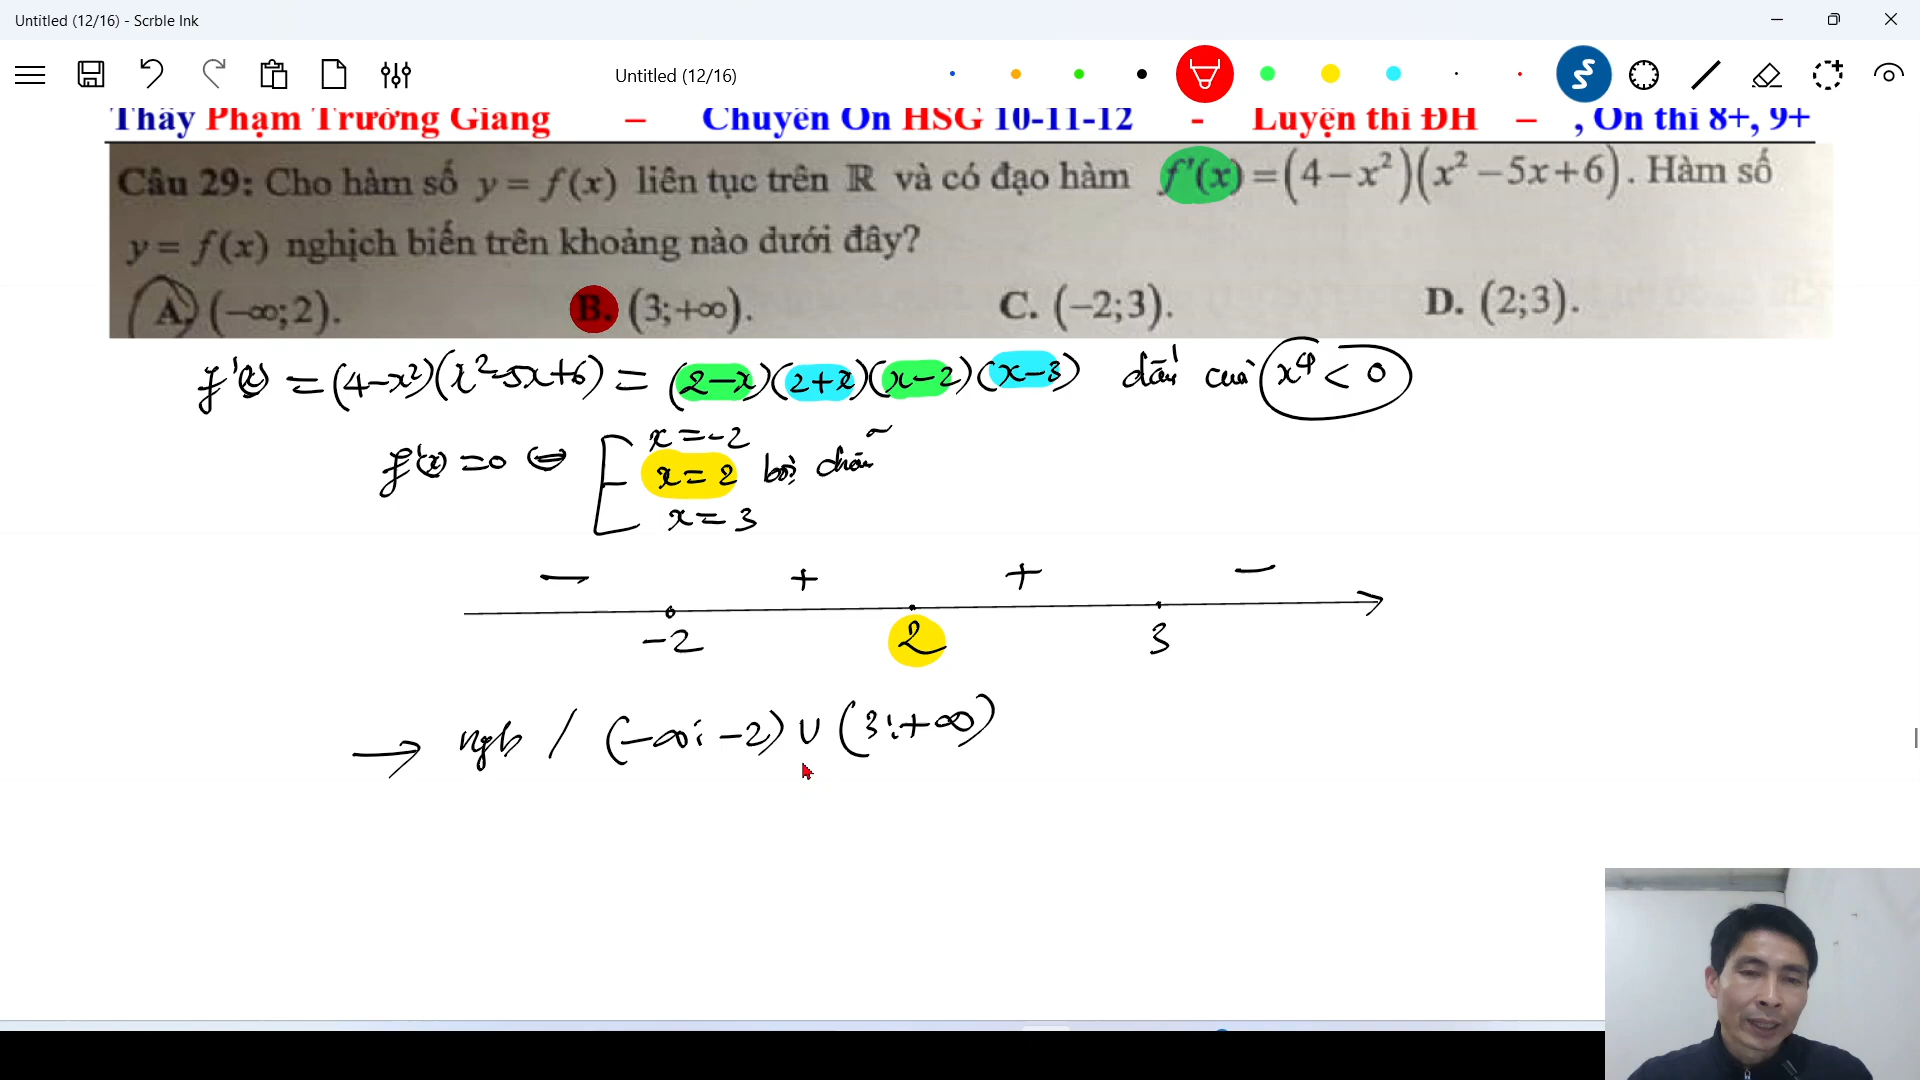 Untitled (12/16) - Scrble Ink
Untitled (12/16)
Thầy Phạm Trường Giang – Chuyên Ôn HSG 10-11-12 - Luyện thi ĐH – , Ôn thi 8+, 9+
Câu 29: Cho hàm số y = f(x) liên tục trên ℝ và có đạo hàm f'(x) = (4 − x²)(x² − 5x + 6). Hàm số
y = f(x) nghịch biến trên khoảng nào dưới đây?
A. (−∞; 2). B. (3; +∞). C. (−2; 3). D. (2; 3).
f'(x) = (4−x²)(x²−5x+6) = (2−x)(2+x)(x−2)(x−3) dấu của x⁴ < 0
x = −2
f'(x) = 0 ⇔ [ x = 2 bội chẵn
x = 3
− + + −
−2 2 3
→ ngb / (−∞; −2) ∪ (3; +∞)